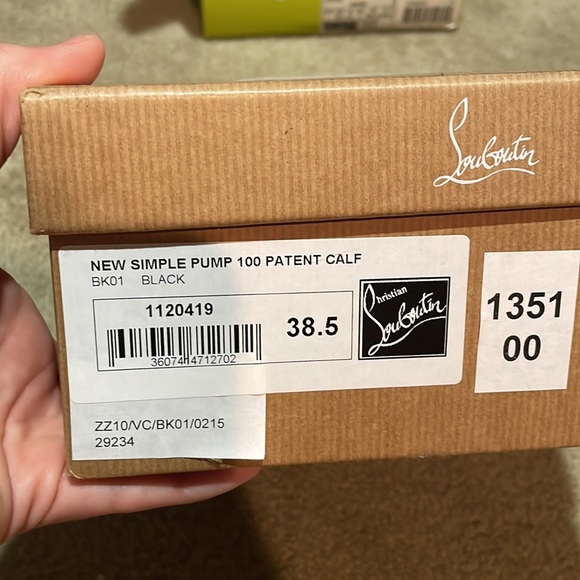 Louboutin
NEW SIMPLE PUMP 100 PATENT CALF
BK01 BLACK
1120419
3607414712702
38.5
Christian
Louboutin
1351
00
ZZ10/VC/BK01/0215
29234